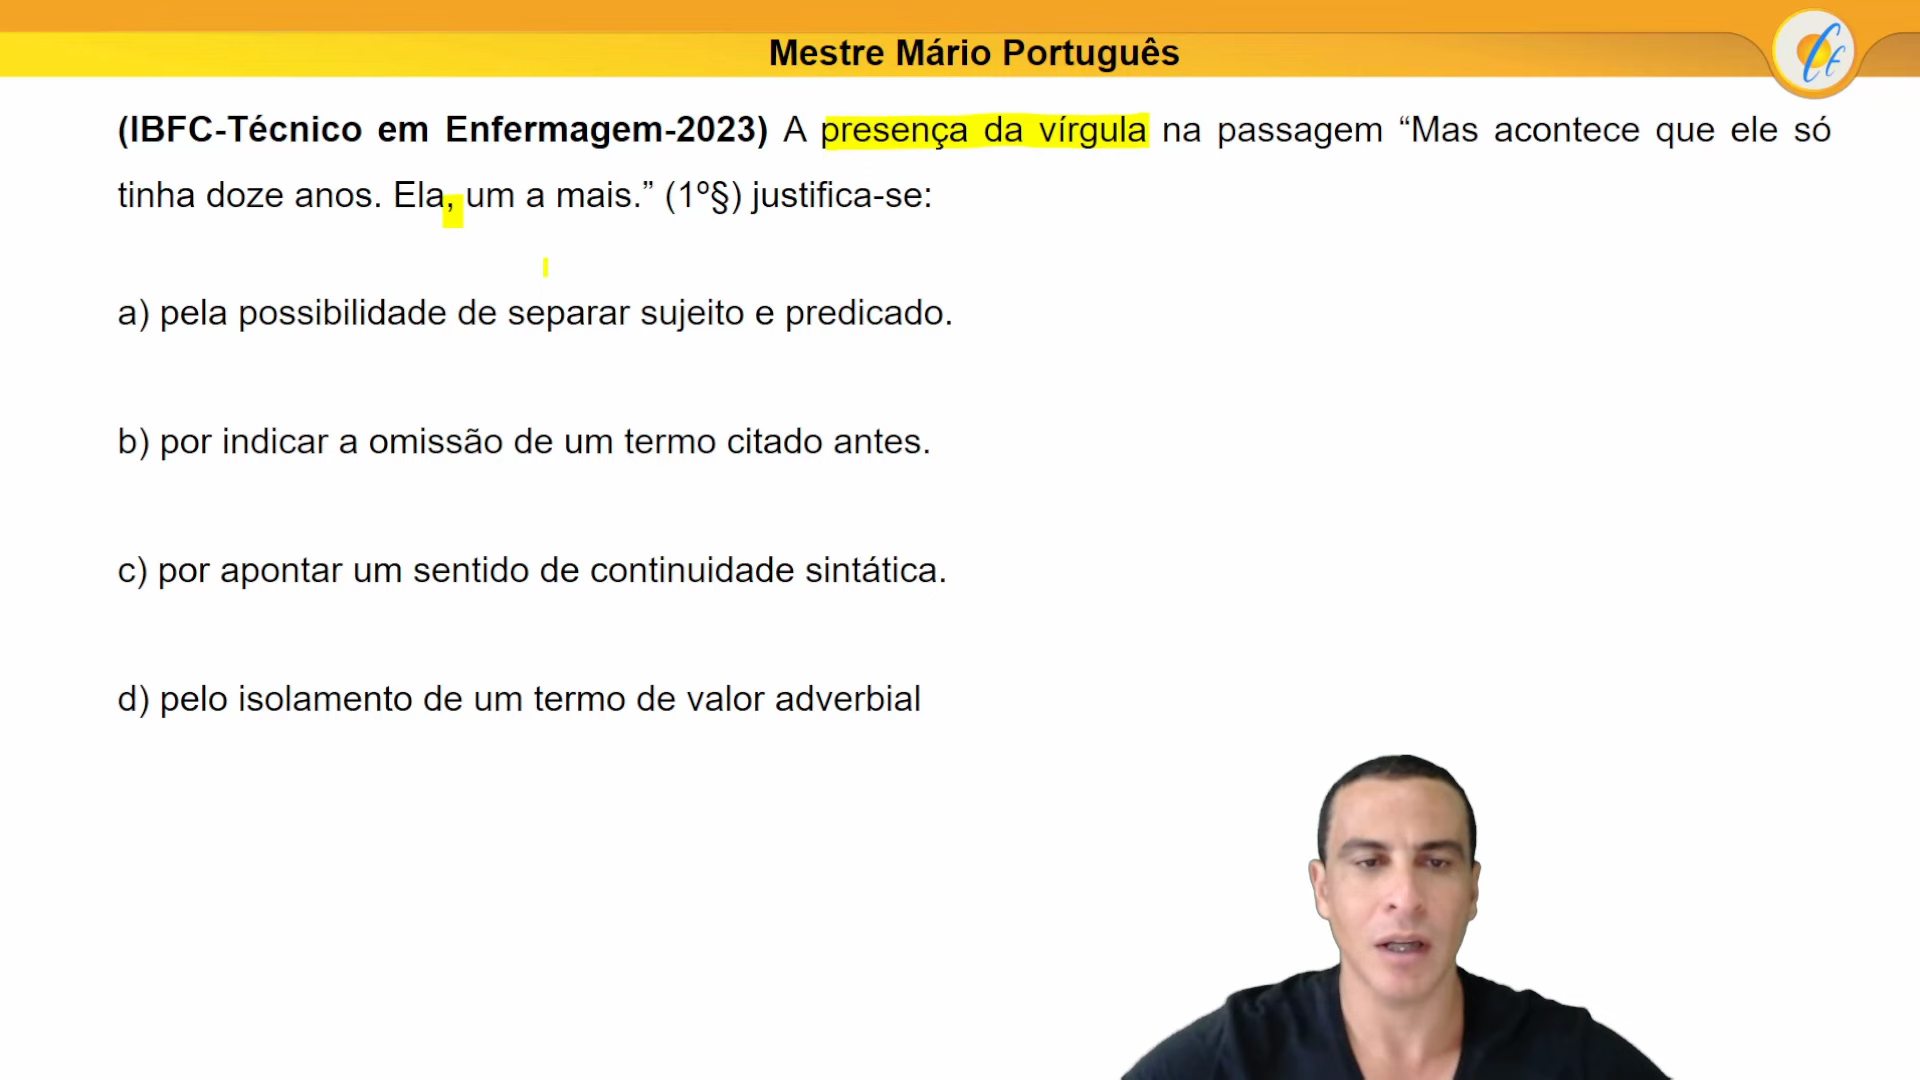 Mestre Mário Português
(IBFC-Técnico em Enfermagem-2023) A presença da vírgula na passagem “Mas acontece que ele só
tinha doze anos. Ela, um a mais.” (1º§) justifica-se:
a) pela possibilidade de separar sujeito e predicado.
b) por indicar a omissão de um termo citado antes.
c) por apontar um sentido de continuidade sintática.
d) pelo isolamento de um termo de valor adverbial